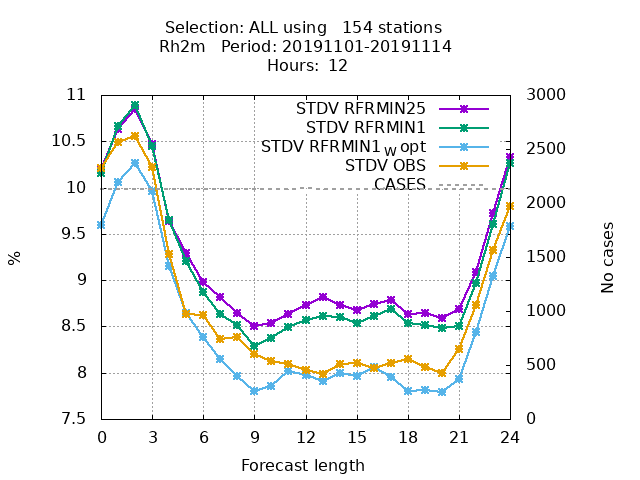 Selection: ALL using   154 stations
Rh2m   Period: 20191101-20191114
Hours:  12
11
10.5
10
9.5
9
8.5
8
7.5
3000
2500
2000
1500
1000
500
0
STDV RFRMIN25
STDV RFRMIN1
STDV RFRMIN1w opt
STDV OBS
CASES
%
No cases
0 3 6 9 12 15 18 21 24
Forecast length